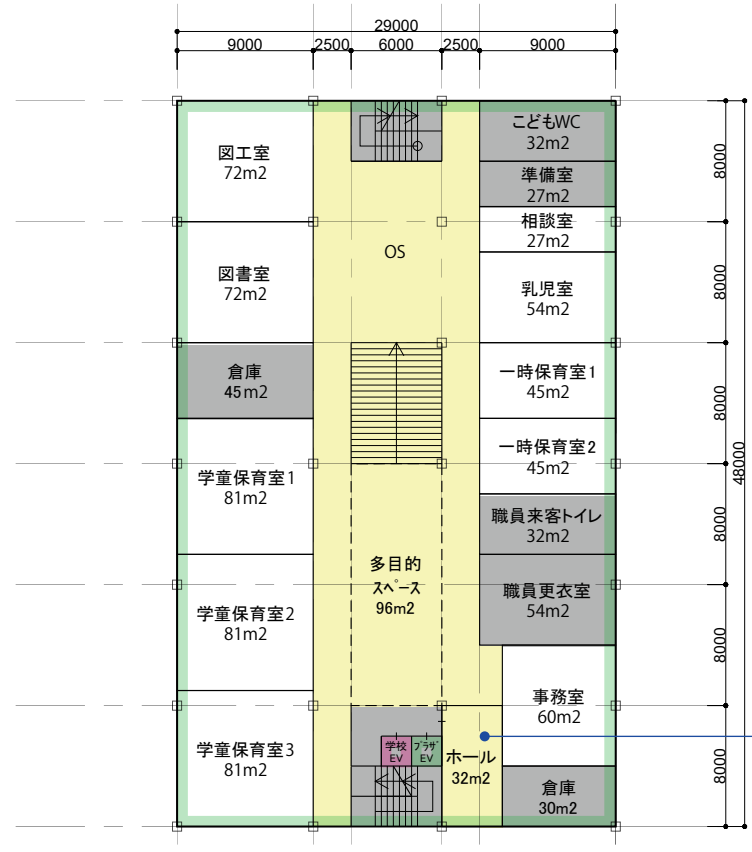 29000
9000
2500
6000
2500
9000
図工室
72m2
図書室
72m2
倉庫
45m2
学童保育室1
81m2
学童保育室2
81m2
学童保育室3
81m2
OS
多目的
スペース
96m2
学校
EV
プラザ
EV
ホール
32m2
こどもWC
32m2
準備室
27m2
相談室
27m2
乳児室
54m2
一時保育室1
45m2
一時保育室2
45m2
職員来客トイレ
32m2
職員更衣室
54m2
事務室
60m2
倉庫
30m2
8000
8000
8000
8000
8000
8000
48000